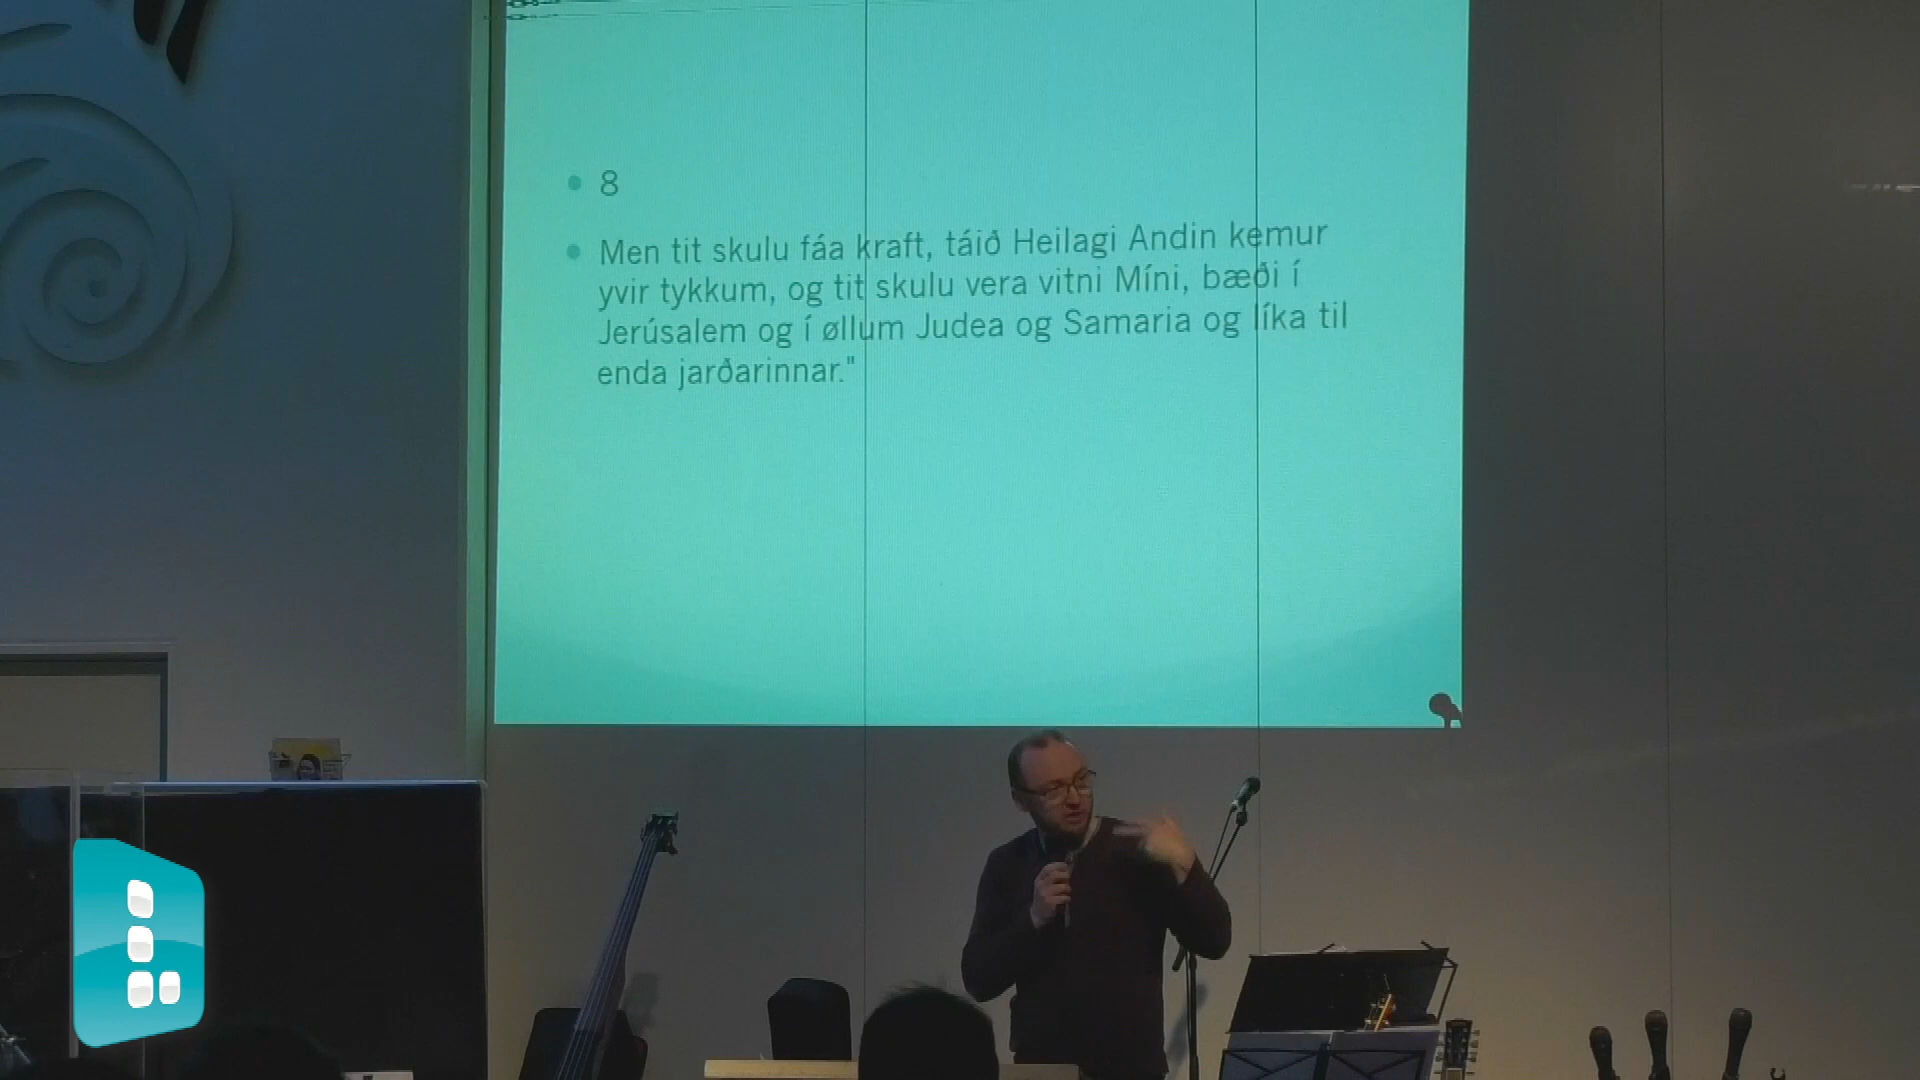 8
Men tit skulu fáa kraft, táið Heilagi Andin kemur
yvir tykkum, og tit skulu vera vitni Míni, bæði í
Jerúsalem og í øllum Judea og Samaria og líka til
enda jarðarinnar."